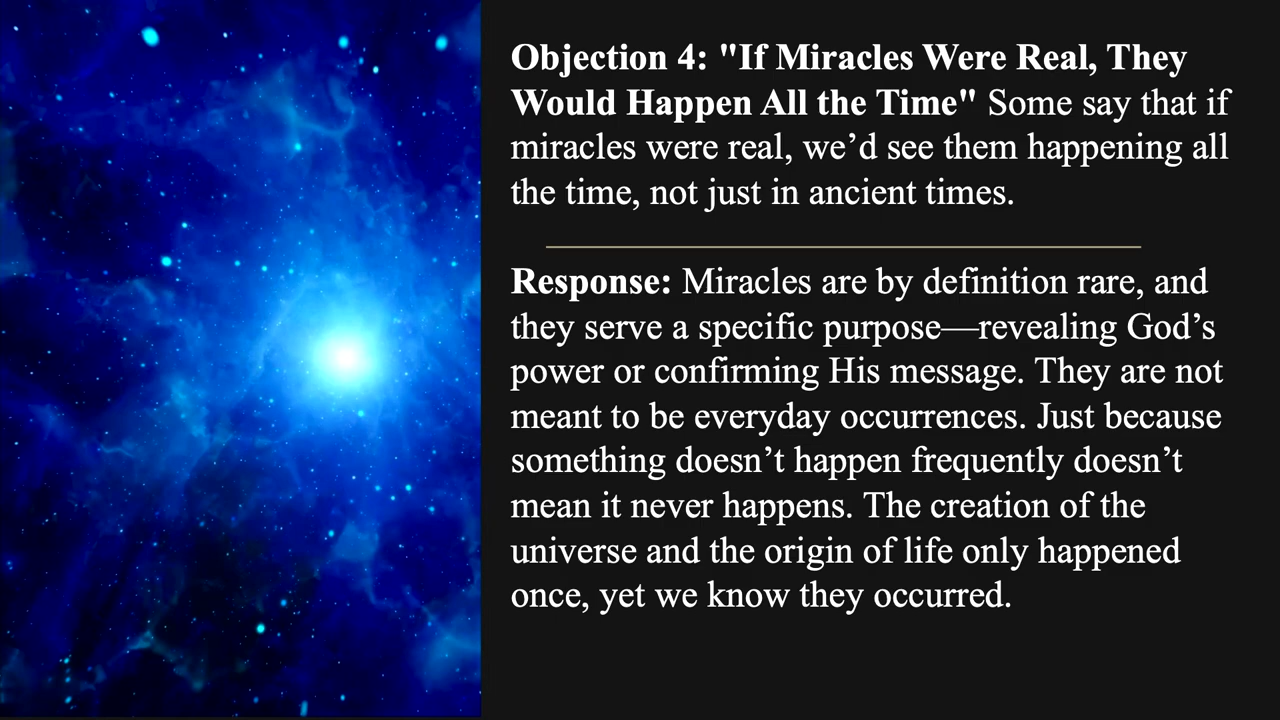 Objection 4: "If Miracles Were Real, They
Would Happen All the Time" Some say that if
miracles were real, we’d see them happening all
the time, not just in ancient times.
Response: Miracles are by definition rare, and
they serve a specific purpose—revealing God’s
power or confirming His message. They are not
meant to be everyday occurrences. Just because
something doesn’t happen frequently doesn’t
mean it never happens. The creation of the
universe and the origin of life only happened
once, yet we know they occurred.